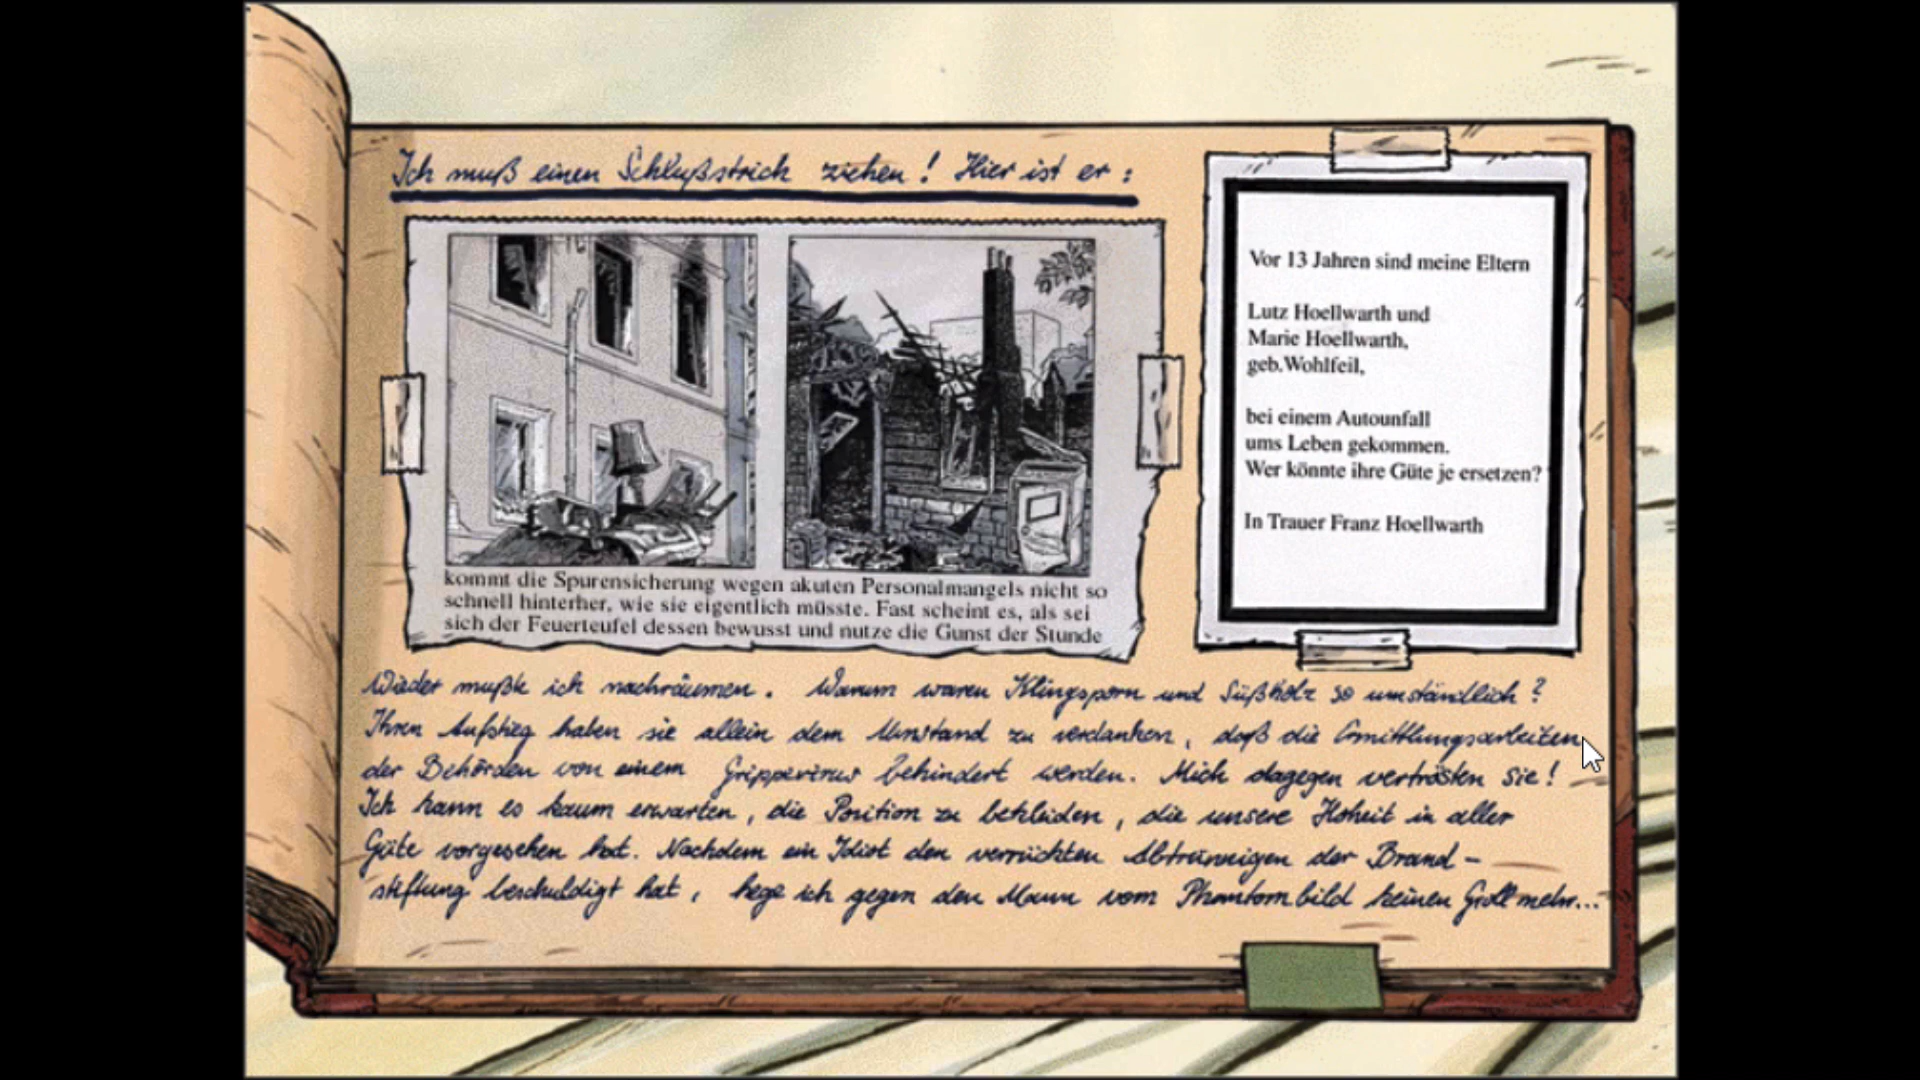 Ich muß einen Schlußstrich ziehen! Hier ist er:
kommt die Spurensicherung wegen akuten Personalmangels nicht so
schnell hinterher, wie sie eigentlich müsste. Fast scheint es, als sei
sich der Feuerteufel dessen bewusst und nutze die Gunst der Stunde
Vor 13 Jahren sind meine Eltern
Lutz Hoellwarth und
Marie Hoellwarth,
geb.Wohlfeil,
bei einem Autounfall
ums Leben gekommen.
Wer könnte ihre Güte je ersetzen?
In Trauer Franz Hoellwarth
Wieder mußte ich nachräumen. Warum waren Klingsporn und Süßholz so umständlich?
Ihren Aufstieg haben sie allein dem Umstand zu verdanken, daß die Ermittlungsarbeiten
der Behörden von einem Grippevirus behindert werden. Mich dagegen vertrösten sie!
Ich kann es kaum erwarten, die Position zu bekleiden, die unsere Hoheit in aller
Güte vorgesehen hat. Nachdem ein Idiot den verrückten Abtrünnigen der Brand-
stiftung beschuldigt hat, hege ich gegen den Mann vom Phantombild keinen Groll mehr...